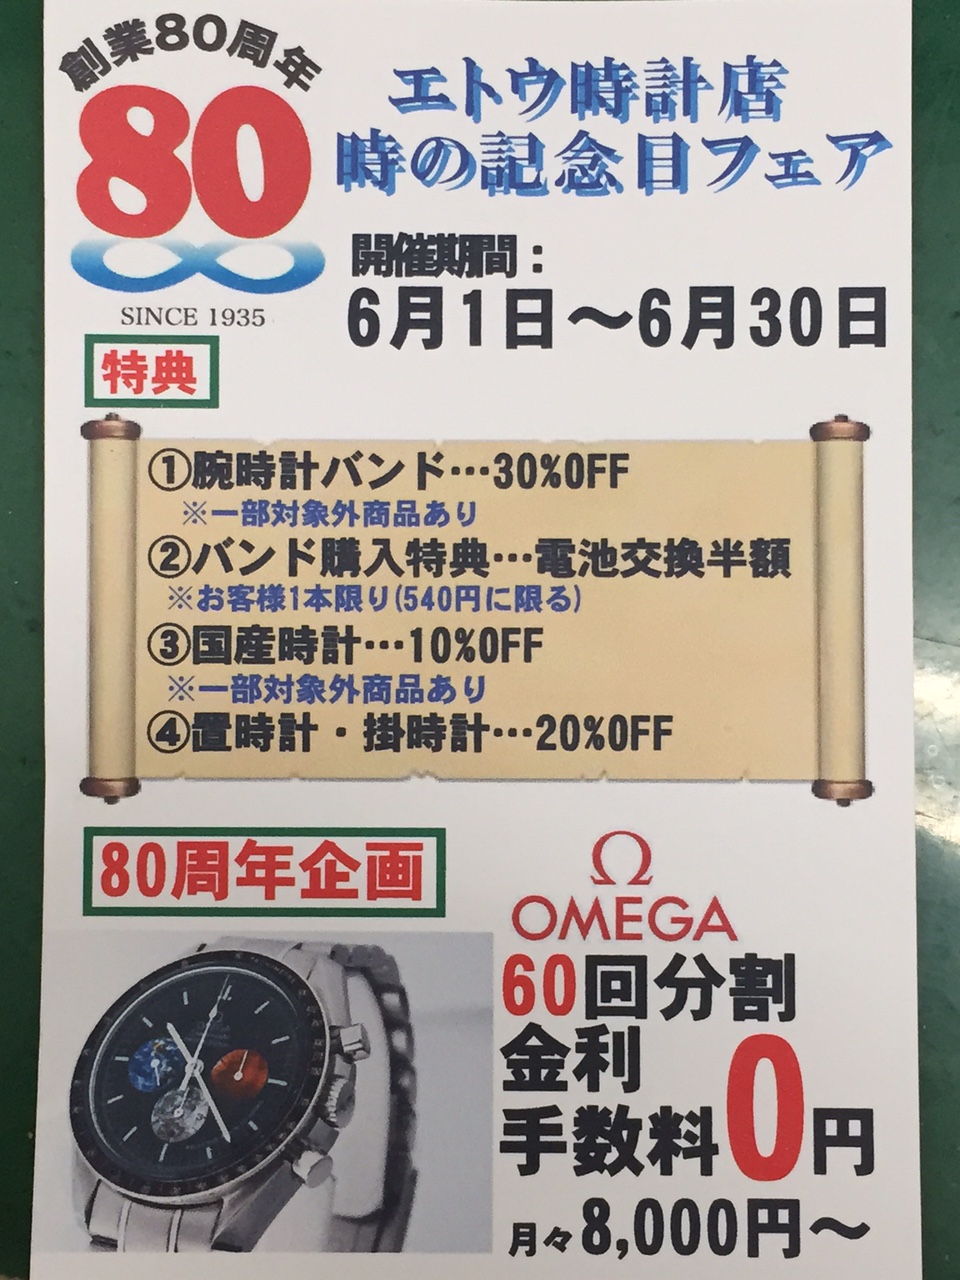 創業80周年
80
SINCE 1935
エトウ時計店
時の記念目フェア
開催期間：
6月1日〜6月30日
特典
①腕時計バンド…30%OFF
※一部対象外商品あり
②バンド購入特典…電池交換半額
※お客様1本限り(540円に限る)
③国産時計…10%OFF
※一部対象外商品あり
④置時計・掛時計…20%OFF
80周年企画
Ω
OMEGA
60回分割
金利
手数料0円
月々8,000円〜